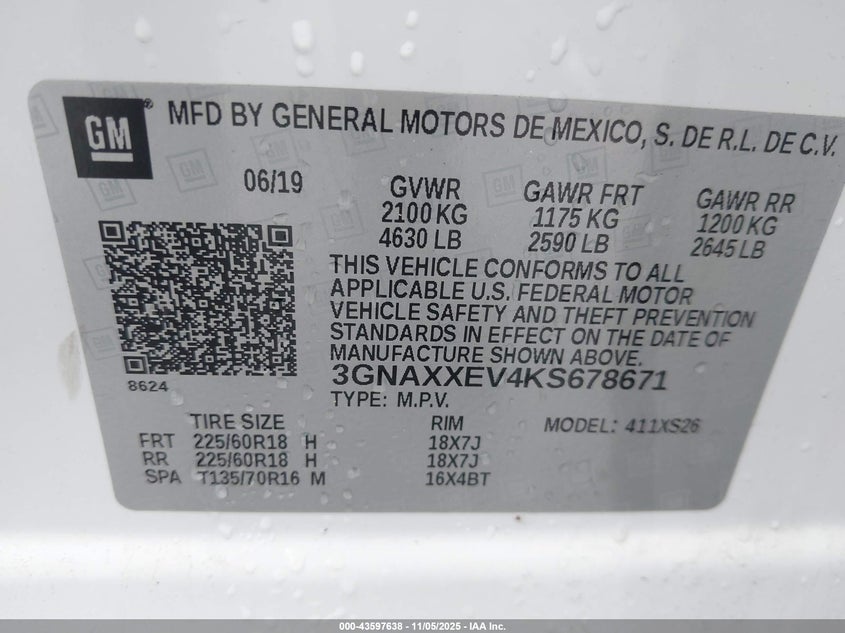 GM ® MFD BY GENERAL MOTORS DE MEXICO, S. DE R.L. DE C.V.
06/19
GVWR GAWR FRT GAWR RR
2100 KG 1175 KG 1200 KG
4630 LB 2590 LB 2645 LB
THIS VEHICLE CONFORMS TO ALL
APPLICABLE U.S. FEDERAL MOTOR
VEHICLE SAFETY AND THEFT PREVENTION
STANDARDS IN EFFECT ON THE DATE OF
MANUFACTURE SHOWN ABOVE.
3GNAXXEV4KS678671
8624
TYPE: M.P.V.
TIRE SIZE RIM MODEL: 411XS26
FRT 225/60R18 H 18X7J
RR 225/60R18 H 18X7J
SPA T135/70R16 M 16X4BT
000-43597638 - 11/05/2025 - IAA Inc.